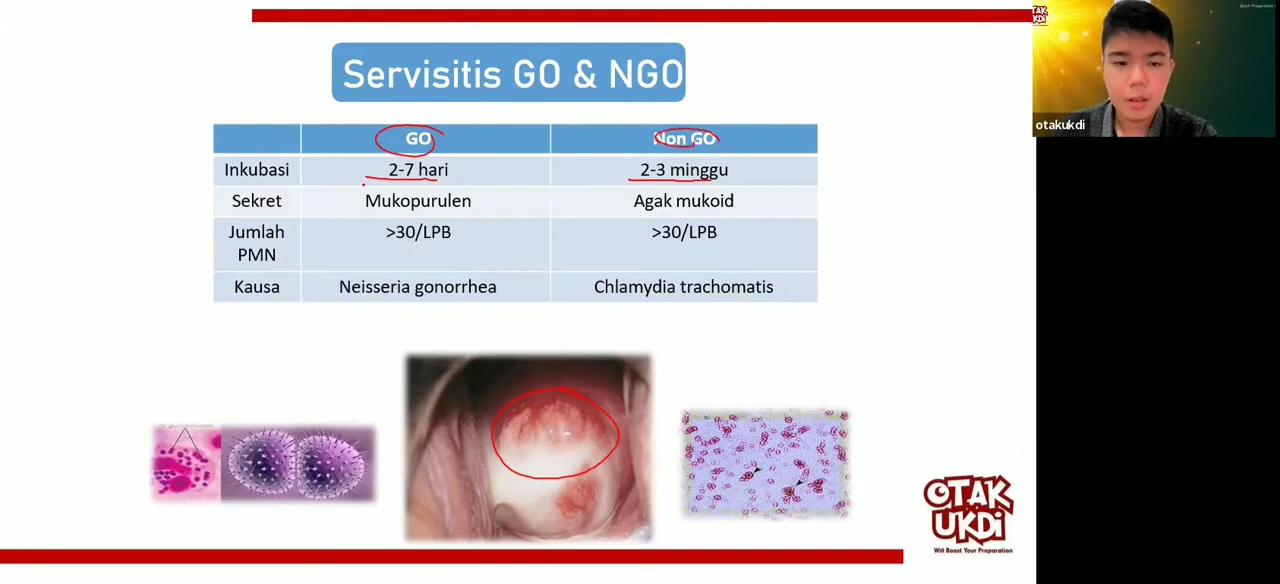 Servisitis GO & NGO
GO Non GO
Inkubasi 2-7 hari 2-3 minggu
Sekret Mukopurulen Agak mukoid
Jumlah PMN >30/LPB >30/LPB
Kausa Neisseria gonorrhea Chlamydia trachomatis
OTAK
UKDi
Will Boost Your Preparation
otakukdi